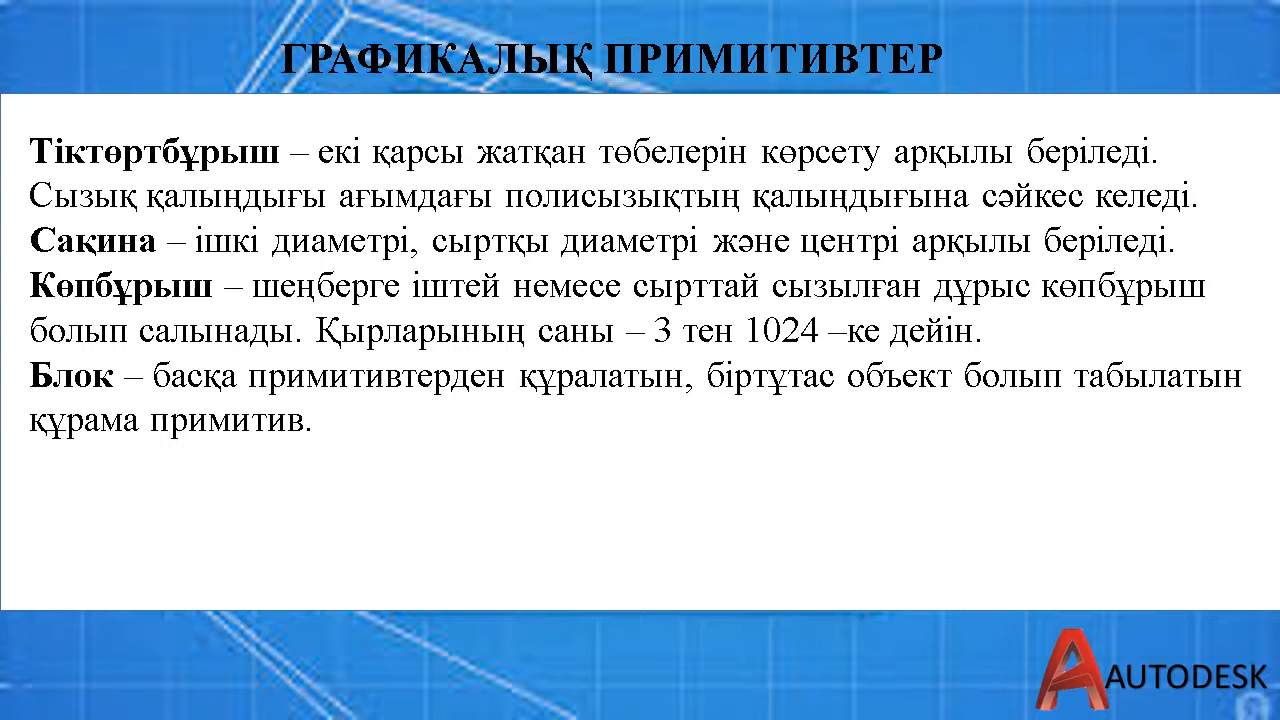 ГРАФИКАЛЫҚ ПРИМИТИВТЕР
Тіктөртбұрыш – екі қарсы жатқан төбелерін көрсету арқылы беріледі.
Сызық қалыңдығы ағымдағы полисызықтың қалыңдығына сәйкес келеді.
Сақина – ішкі диаметрі, сыртқы диаметрі және центрі арқылы беріледі.
Көпбұрыш – шеңберге іштей немесе сырттай сызылған дұрыс көпбұрыш
болып салынады. Қырларының саны – 3 тен 1024 –ке дейін.
Блок – басқа примитивтерден құралатын, біртұтас объект болып табылатын
құрама примитив.
AUTODESK